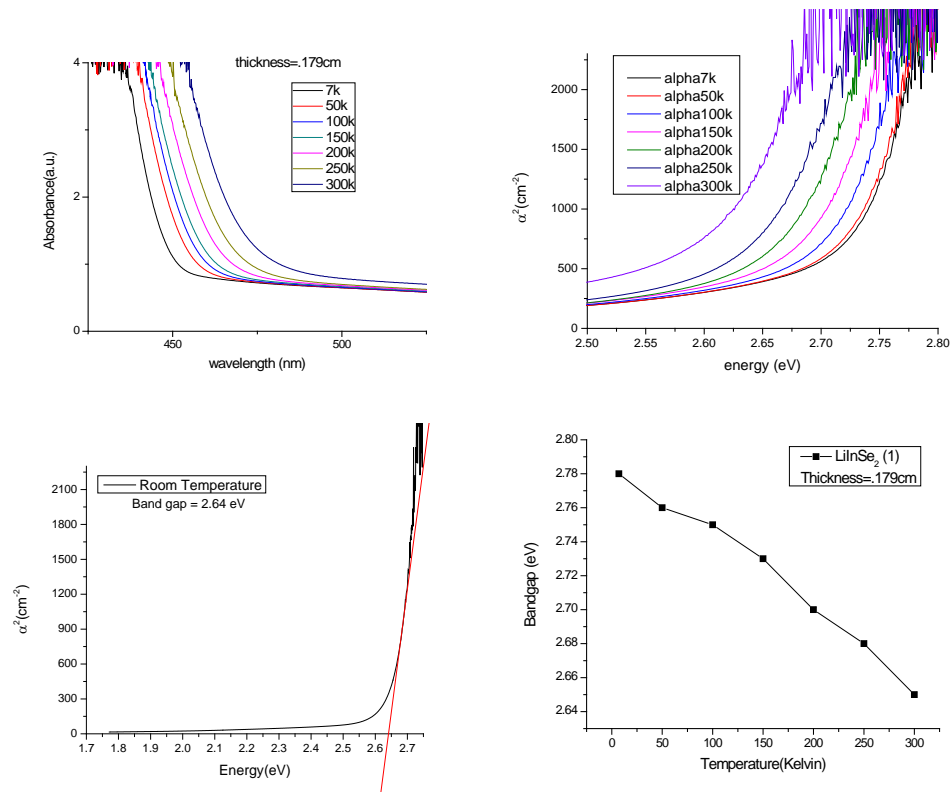 thickness=.179cm
7k
50k
100k
150k
200k
250k
300k
4
2
0
450
500
Absorbance(a.u.)
wavelength (nm)
alpha7k
alpha50k
alpha100k
alpha150k
alpha200k
alpha250k
alpha300k
2000
1500
1000
500
0
2.50
2.55
2.60
2.65
2.70
2.75
2.80
α²(cm⁻²)
energy (eV)
Room Temperature
Band gap = 2.64 eV
2100
1800
1500
1200
900
600
300
0
1.7
1.8
1.9
2.0
2.1
2.2
2.3
2.4
2.5
2.6
2.7
α²(cm⁻²)
Energy(eV)
LiInSe₂ (1)
Thickness=.179cm
2.80
2.78
2.76
2.74
2.72
2.70
2.68
2.66
2.64
0
50
100
150
200
250
300
Bandgap (eV)
Temperature(Kelvin)